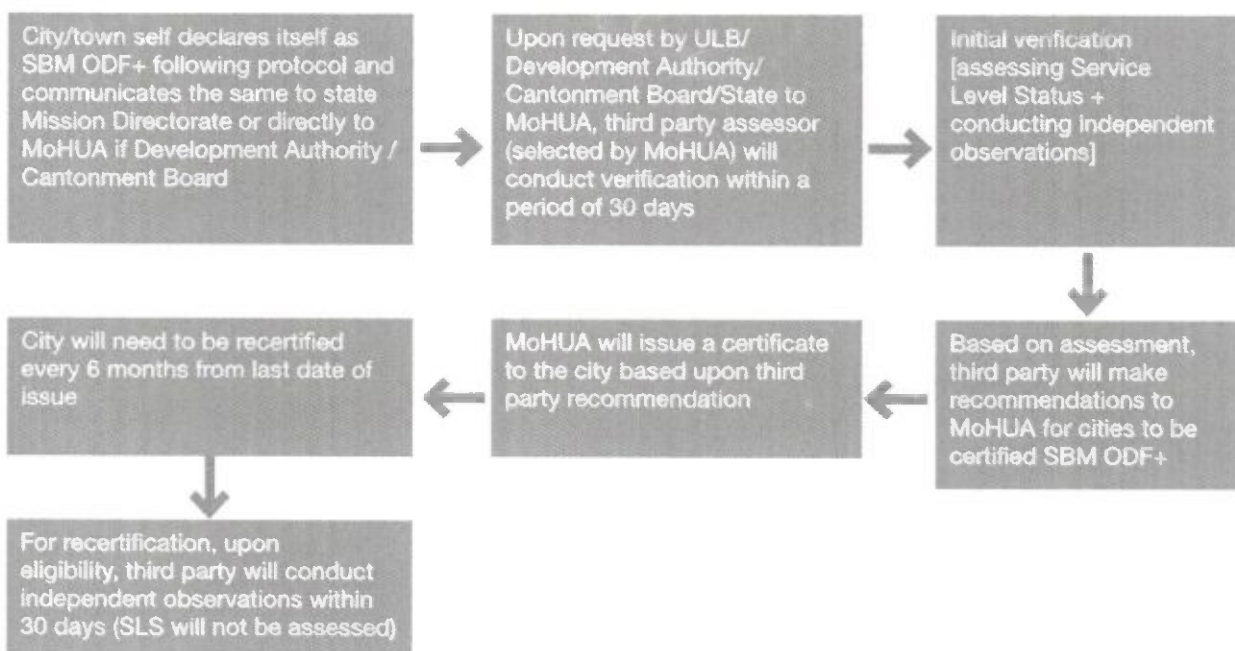 City/town self declares itself as
SBM ODF+ following protocol and
communicates the same to state
Mission Directorate or directly to
MoHUA if Development Authority /
Cantonment Board
Upon request by ULB/
Development Authority/
Cantonment Board/State to
MoHUA, third party assessor
(selected by MoHUA) will
conduct verification within a
period of 30 days
Initial verification
[assessing Service
Level Status +
conducting independent
observations]
Based on assessment,
third party will make
recommendations to
MoHUA for cities to be
certified SBM ODF+
MoHUA will issue a certificate
to the city based upon third
party recommendation
City will need to be recertified
every 6 months from last date of
issue
For recertification, upon
eligibility, third party will conduct
independent observations within
30 days (SLS will not be assessed)